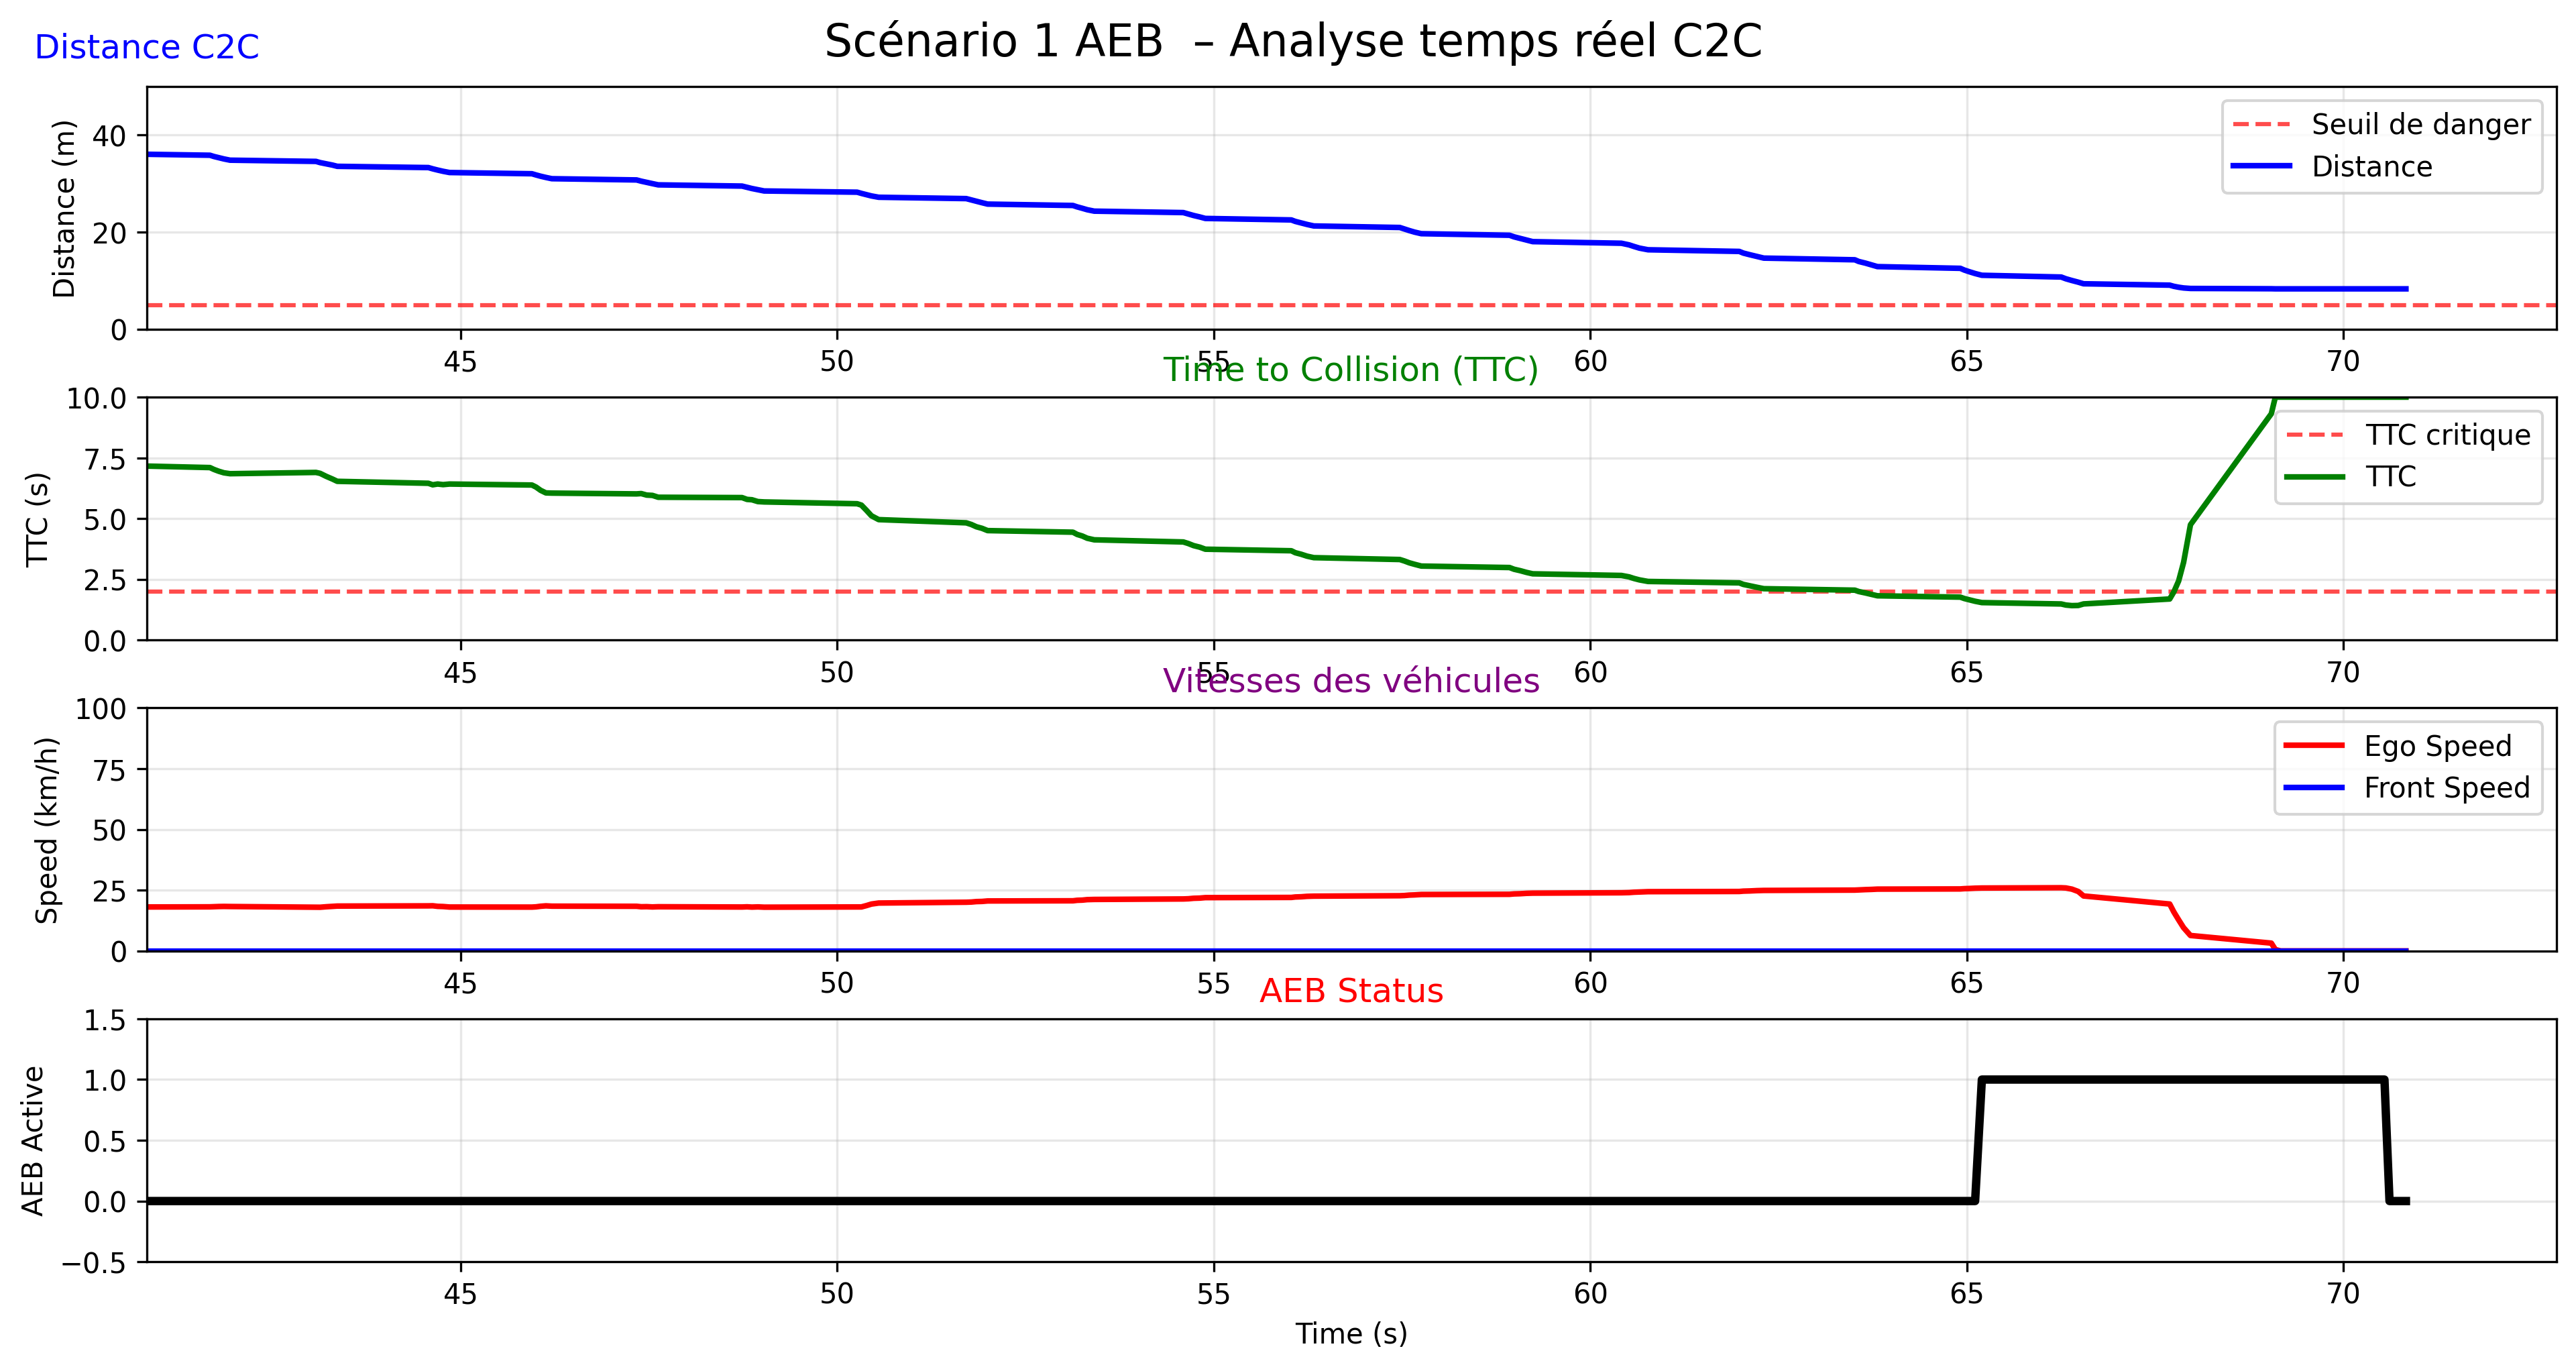 Scénario 1 AEB – Analyse temps réel C2C
Distance C2C
Distance (m)
40
20
0
Seuil de danger
Distance
45 50 55 60 65 70
Time to Collision (TTC)
TTC (s)
10.0
7.5
5.0
2.5
0.0
TTC critique
TTC
45 50 55 60 65 70
Vitesses des véhicules
Speed (km/h)
100
75
50
25
0
Ego Speed
Front Speed
45 50 55 60 65 70
AEB Status
AEB Active
1.5
1.0
0.5
0.0
−0.5
45 50 55 60 65 70
Time (s)